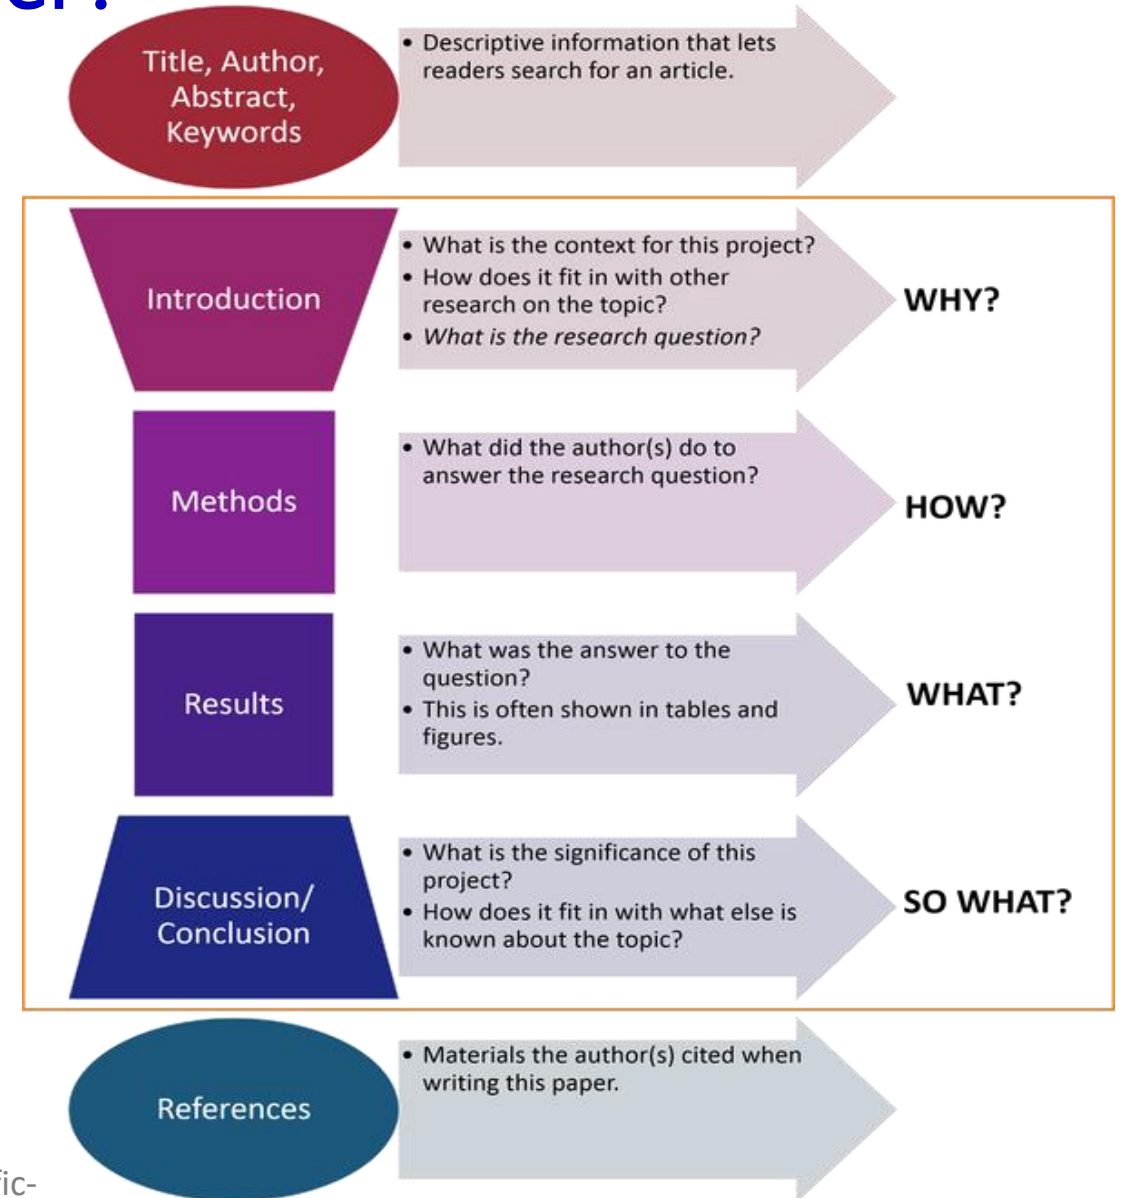 Title, Author,
Abstract,
Keywords
• Descriptive information that lets
readers search for an article.
Introduction
• What is the context for this project?
• How does it fit in with other
research on the topic?
• What is the research question?
WHY?
Methods
• What did the author(s) do to
answer the research question?
HOW?
Results
• What was the answer to the
question?
• This is often shown in tables and
figures.
WHAT?
Discussion/
Conclusion
• What is the significance of this
project?
• How does it fit in with what else is
known about the topic?
SO WHAT?
References
• Materials the author(s) cited when
writing this paper.